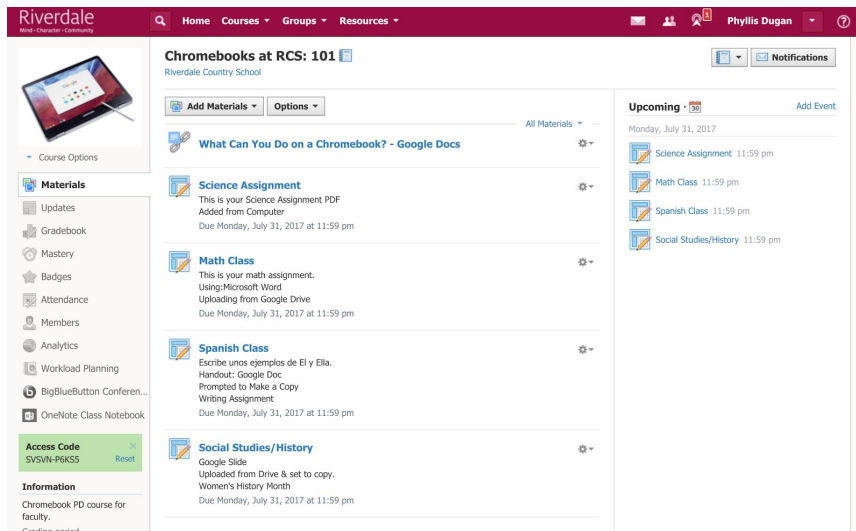 Riverdale
Mind • Character • Community
Home Courses Groups Resources
1
Phyllis Dugan
Chromebooks at RCS: 101
Riverdale Country School
Notifications
Course Options
Materials
Updates
Gradebook
Mastery
Badges
Attendance
Members
Analytics
Workload Planning
BigBlueButton Conferen...
OneNote Class Notebook
Access Code
SVSVN-P6KS5 Reset
Information
Chromebook PD course for
faculty.
Grading period
Add Materials Options
All Materials
What Can You Do on a Chromebook? - Google Docs
Science Assignment
This is your Science Assignment PDF
Added from Computer
Due Monday, July 31, 2017 at 11:59 pm
Math Class
This is your math assignment.
Using:Microsoft Word
Uploading from Google Drive
Due Monday, July 31, 2017 at 11:59 pm
Spanish Class
Escribe unos ejemplos de El y Ella.
Handout: Google Doc
Prompted to Make a Copy
Writing Assignment
Due Monday, July 31, 2017 at 11:59 pm
Social Studies/History
Google Slide
Uploaded from Drive & set to copy.
Women's History Month
Due Monday, July 31, 2017 at 11:59 pm
Upcoming · 30 Add Event
Monday, July 31, 2017
Science Assignment 11:59 pm
Math Class 11:59 pm
Spanish Class 11:59 pm
Social Studies/History 11:59 pm